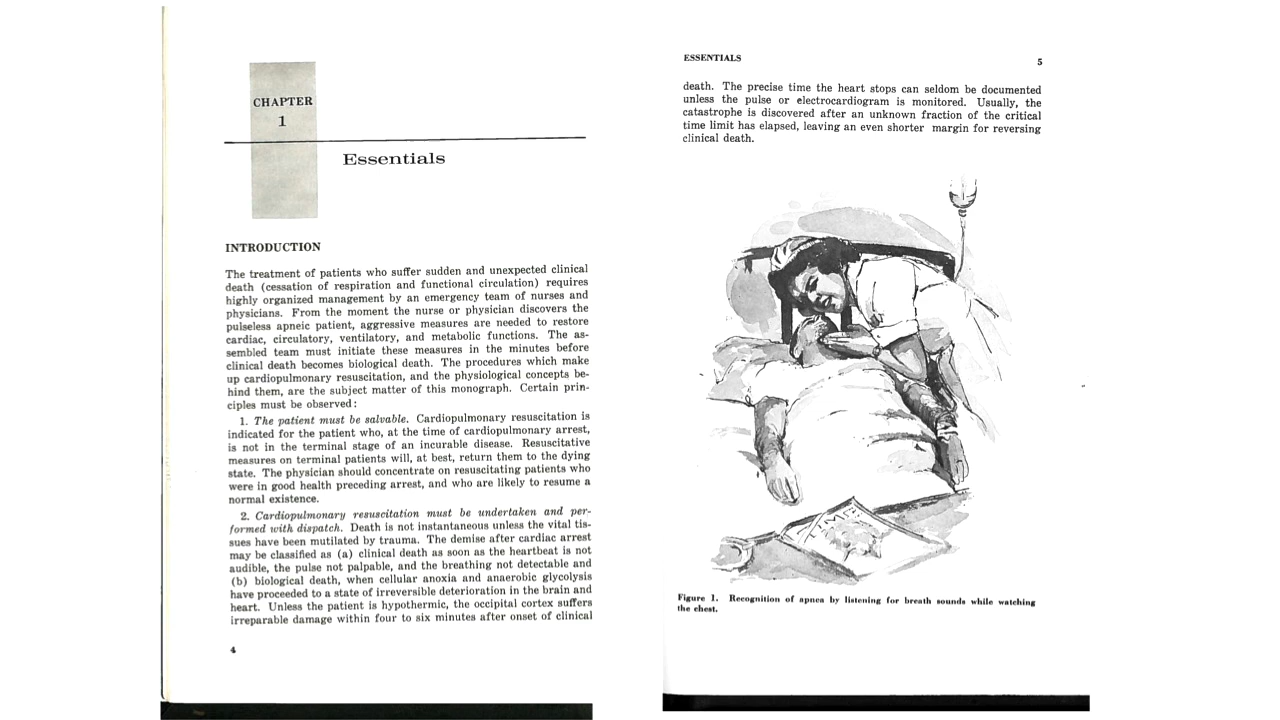 CHAPTER
1
Essentials
INTRODUCTION
The treatment of patients who suffer sudden and unexpected clinical
death (cessation of respiration and functional circulation) requires
highly organized management by an emergency team of nurses and
physicians. From the moment the nurse or physician discovers the
pulseless apneic patient, aggressive measures are needed to restore
cardiac, circulatory, ventilatory, and metabolic functions. The as-
sembled team must initiate these measures in the minutes before
clinical death becomes biological death. The procedures which make
up cardiopulmonary resuscitation, and the physiological concepts be-
hind them, are the subject matter of this monograph. Certain prin-
ciples must be observed:
1. The patient must be salvable. Cardiopulmonary resuscitation is
indicated for the patient who, at the time of cardiopulmonary arrest,
is not in the terminal stage of an incurable disease. Resuscitative
measures on terminal patients will, at best, return them to the dying
state. The physician should concentrate on resuscitating patients who
were in good health preceding arrest, and who are likely to resume a
normal existence.
2. Cardiopulmonary resuscitation must be undertaken and per-
formed with dispatch. Death is not instantaneous unless the vital tis-
sues have been mutilated by trauma. The demise after cardiac arrest
may be classified as (a) clinical death as soon as the heartbeat is not
audible, the pulse not palpable, and the breathing not detectable and
(b) biological death, when cellular anoxia and anaerobic glycolysis
have proceeded to a state of irreversible deterioration in the brain and
heart. Unless the patient is hypothermic, the occipital cortex suffers
irreparable damage within four to six minutes after onset of clinical
4
ESSENTIALS 5
death. The precise time the heart stops can seldom be documented
unless the pulse or electrocardiogram is monitored. Usually, the
catastrophe is discovered after an unknown fraction of the critical
time limit has elapsed, leaving an even shorter margin for reversing
clinical death.
TIME
Figure 1. Recognition of apnea by listening for breath sounds while watching
the chest.